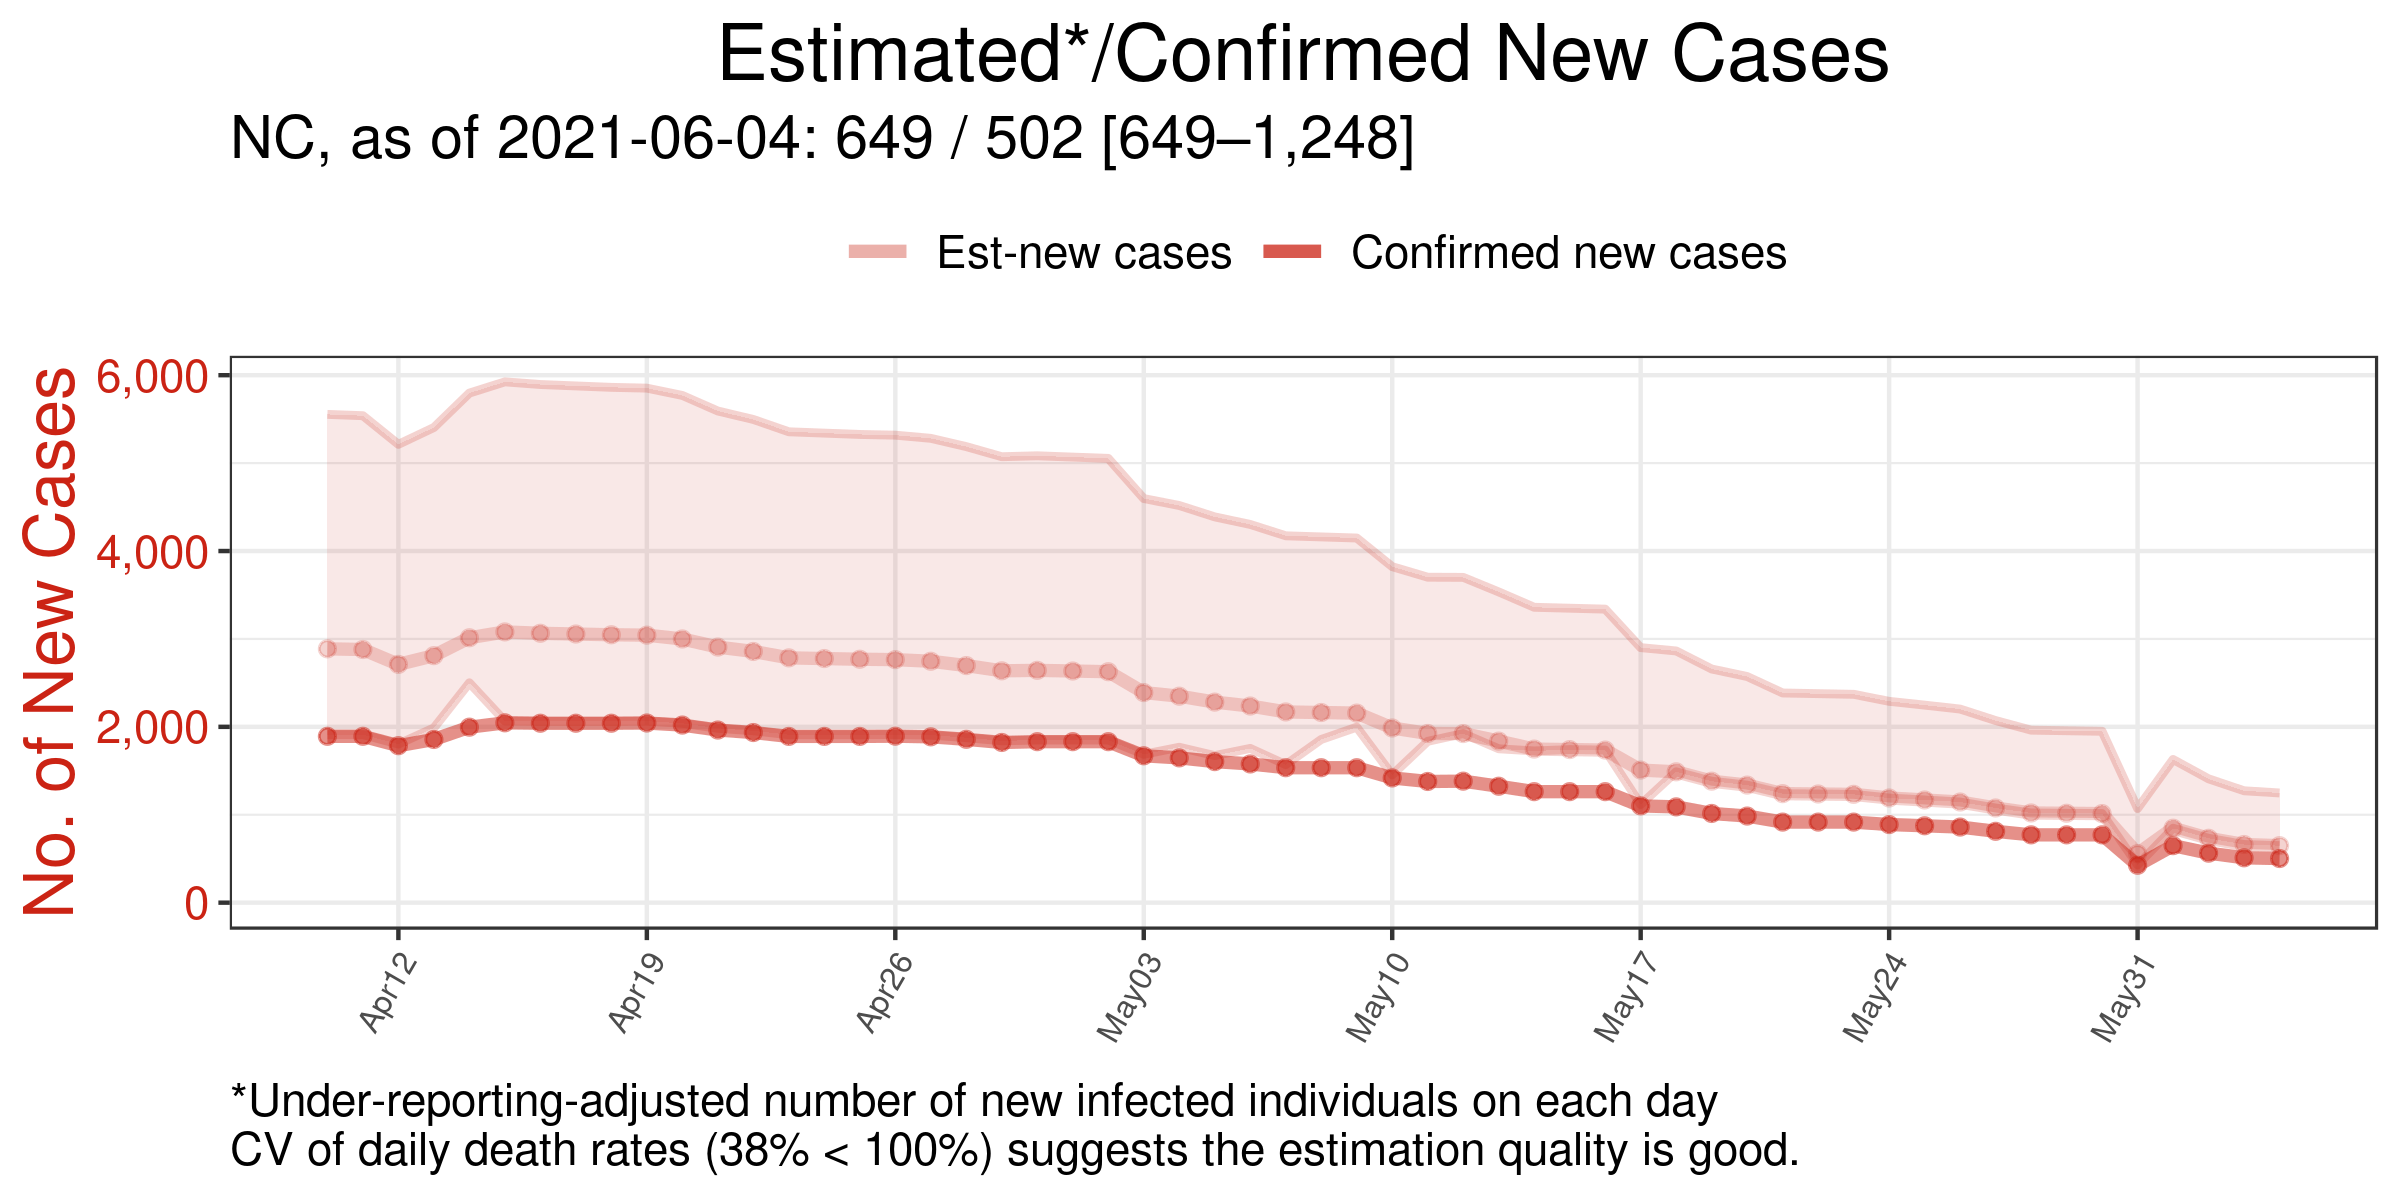 Estimated*/Confirmed New Cases
NC, as of 2021-06-04: 649 / 502 [649–1,248]
Est-new cases
Confirmed new cases
No. of New Cases
6,000
4,000
2,000
0
Apr12
Apr19
Apr26
May03
May10
May17
May24
May31
*Under-reporting-adjusted number of new infected individuals on each day
CV of daily death rates (38% < 100%) suggests the estimation quality is good.